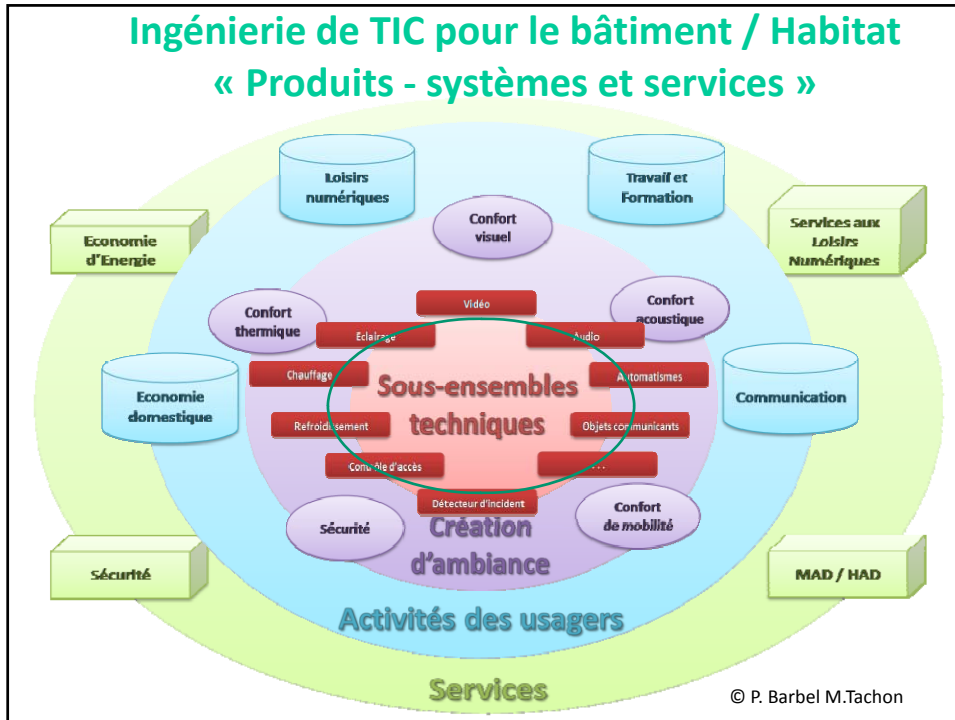 Ingénierie de TIC pour le bâtiment / Habitat
« Produits - systèmes et services »
Loisirs
numériques
Travail et
Formation
Confort
visuel
Economie
d'Energie
Services aux
Loisirs
Numériques
Confort
thermique
Vidéo
Confort
acoustique
Eclairage
Audio
Chauffage
Automatismes
Sous-ensembles
techniques
Economie
domestique
Communication
Refroidissement
Objets communicants
Contrôle d'accès
. . .
Détecteur d'incident
Sécurité
Confort
de mobilité
Création
d'ambiance
Sécurité
MAD / HAD
Activités des usagers
Services
© P. Barbel M.Tachon